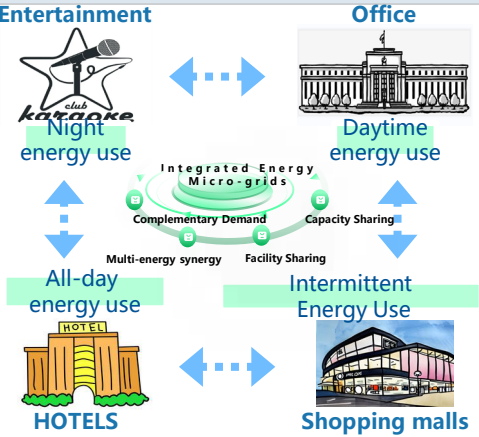 Entertainment
Office
club
karaoke
Night
energy use
Daytime
energy use
Integrated Energy
Micro-grids
Complementary Demand
Capacity Sharing
Multi-energy synergy
Facility Sharing
All-day
energy use
Intermittent
Energy Use
HOTEL
HOTELS
Shopping malls